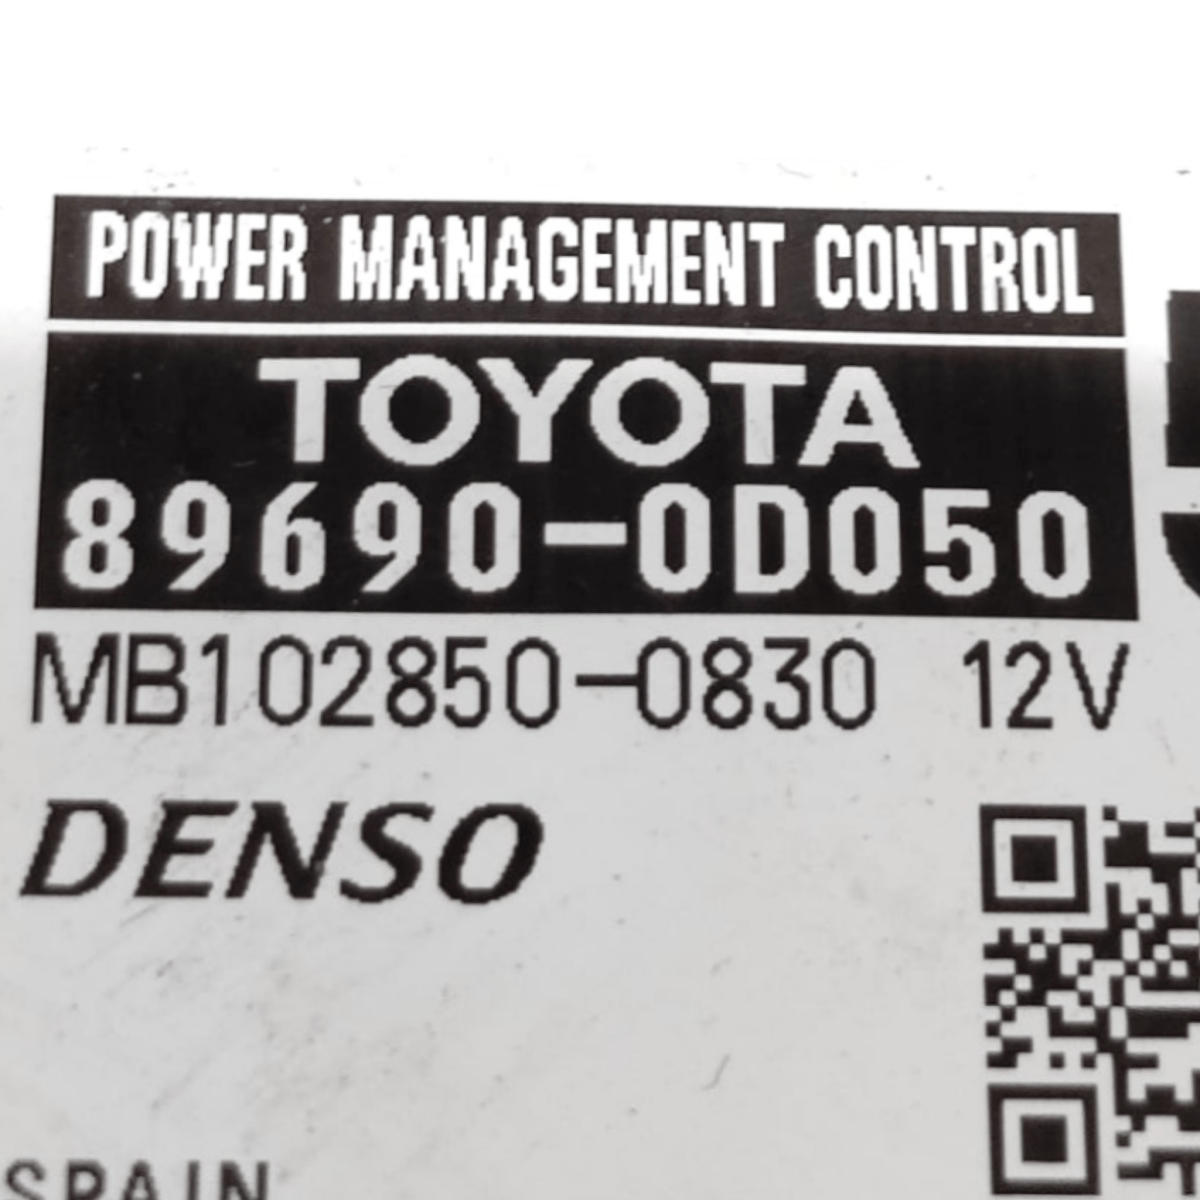 POWER MANAGEMENT CONTROL
TOYOTA
89690-0D050
MB102850-0830 12V
DENSO
SPAIN